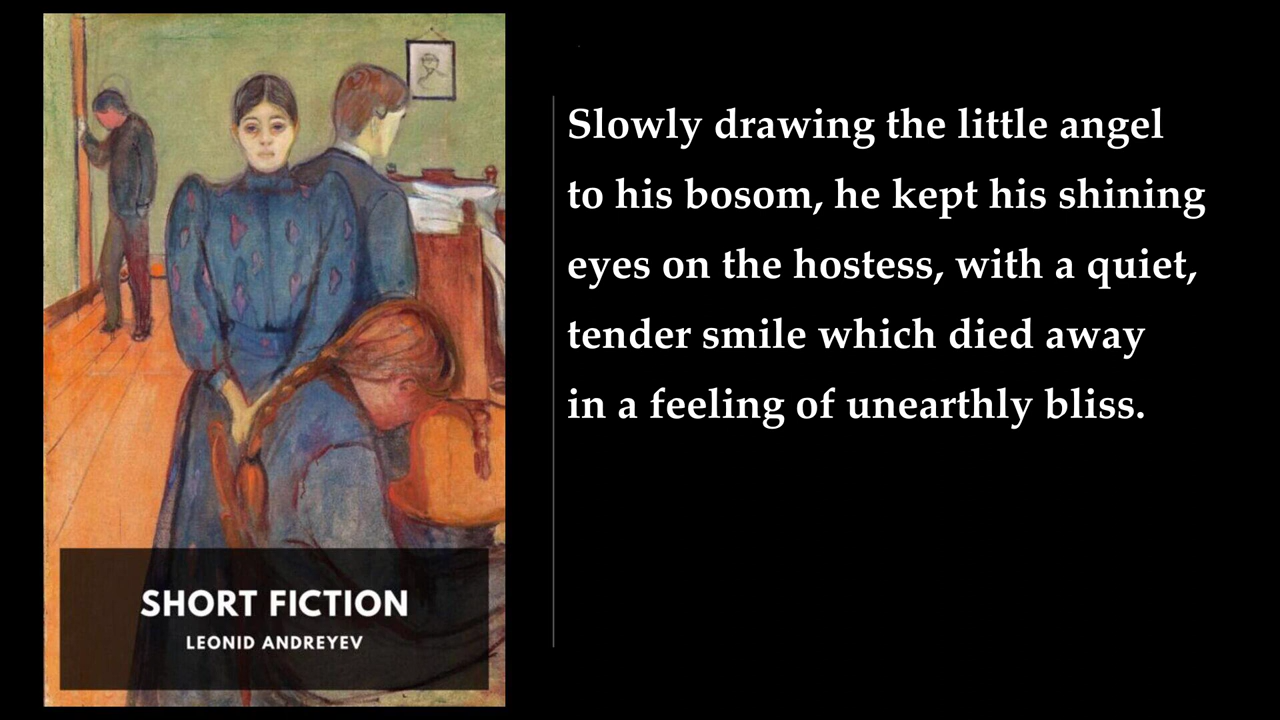 SHORT FICTION
LEONID ANDREYEV
Slowly drawing the little angel
to his bosom, he kept his shining
eyes on the hostess, with a quiet,
tender smile which died away
in a feeling of unearthly bliss.